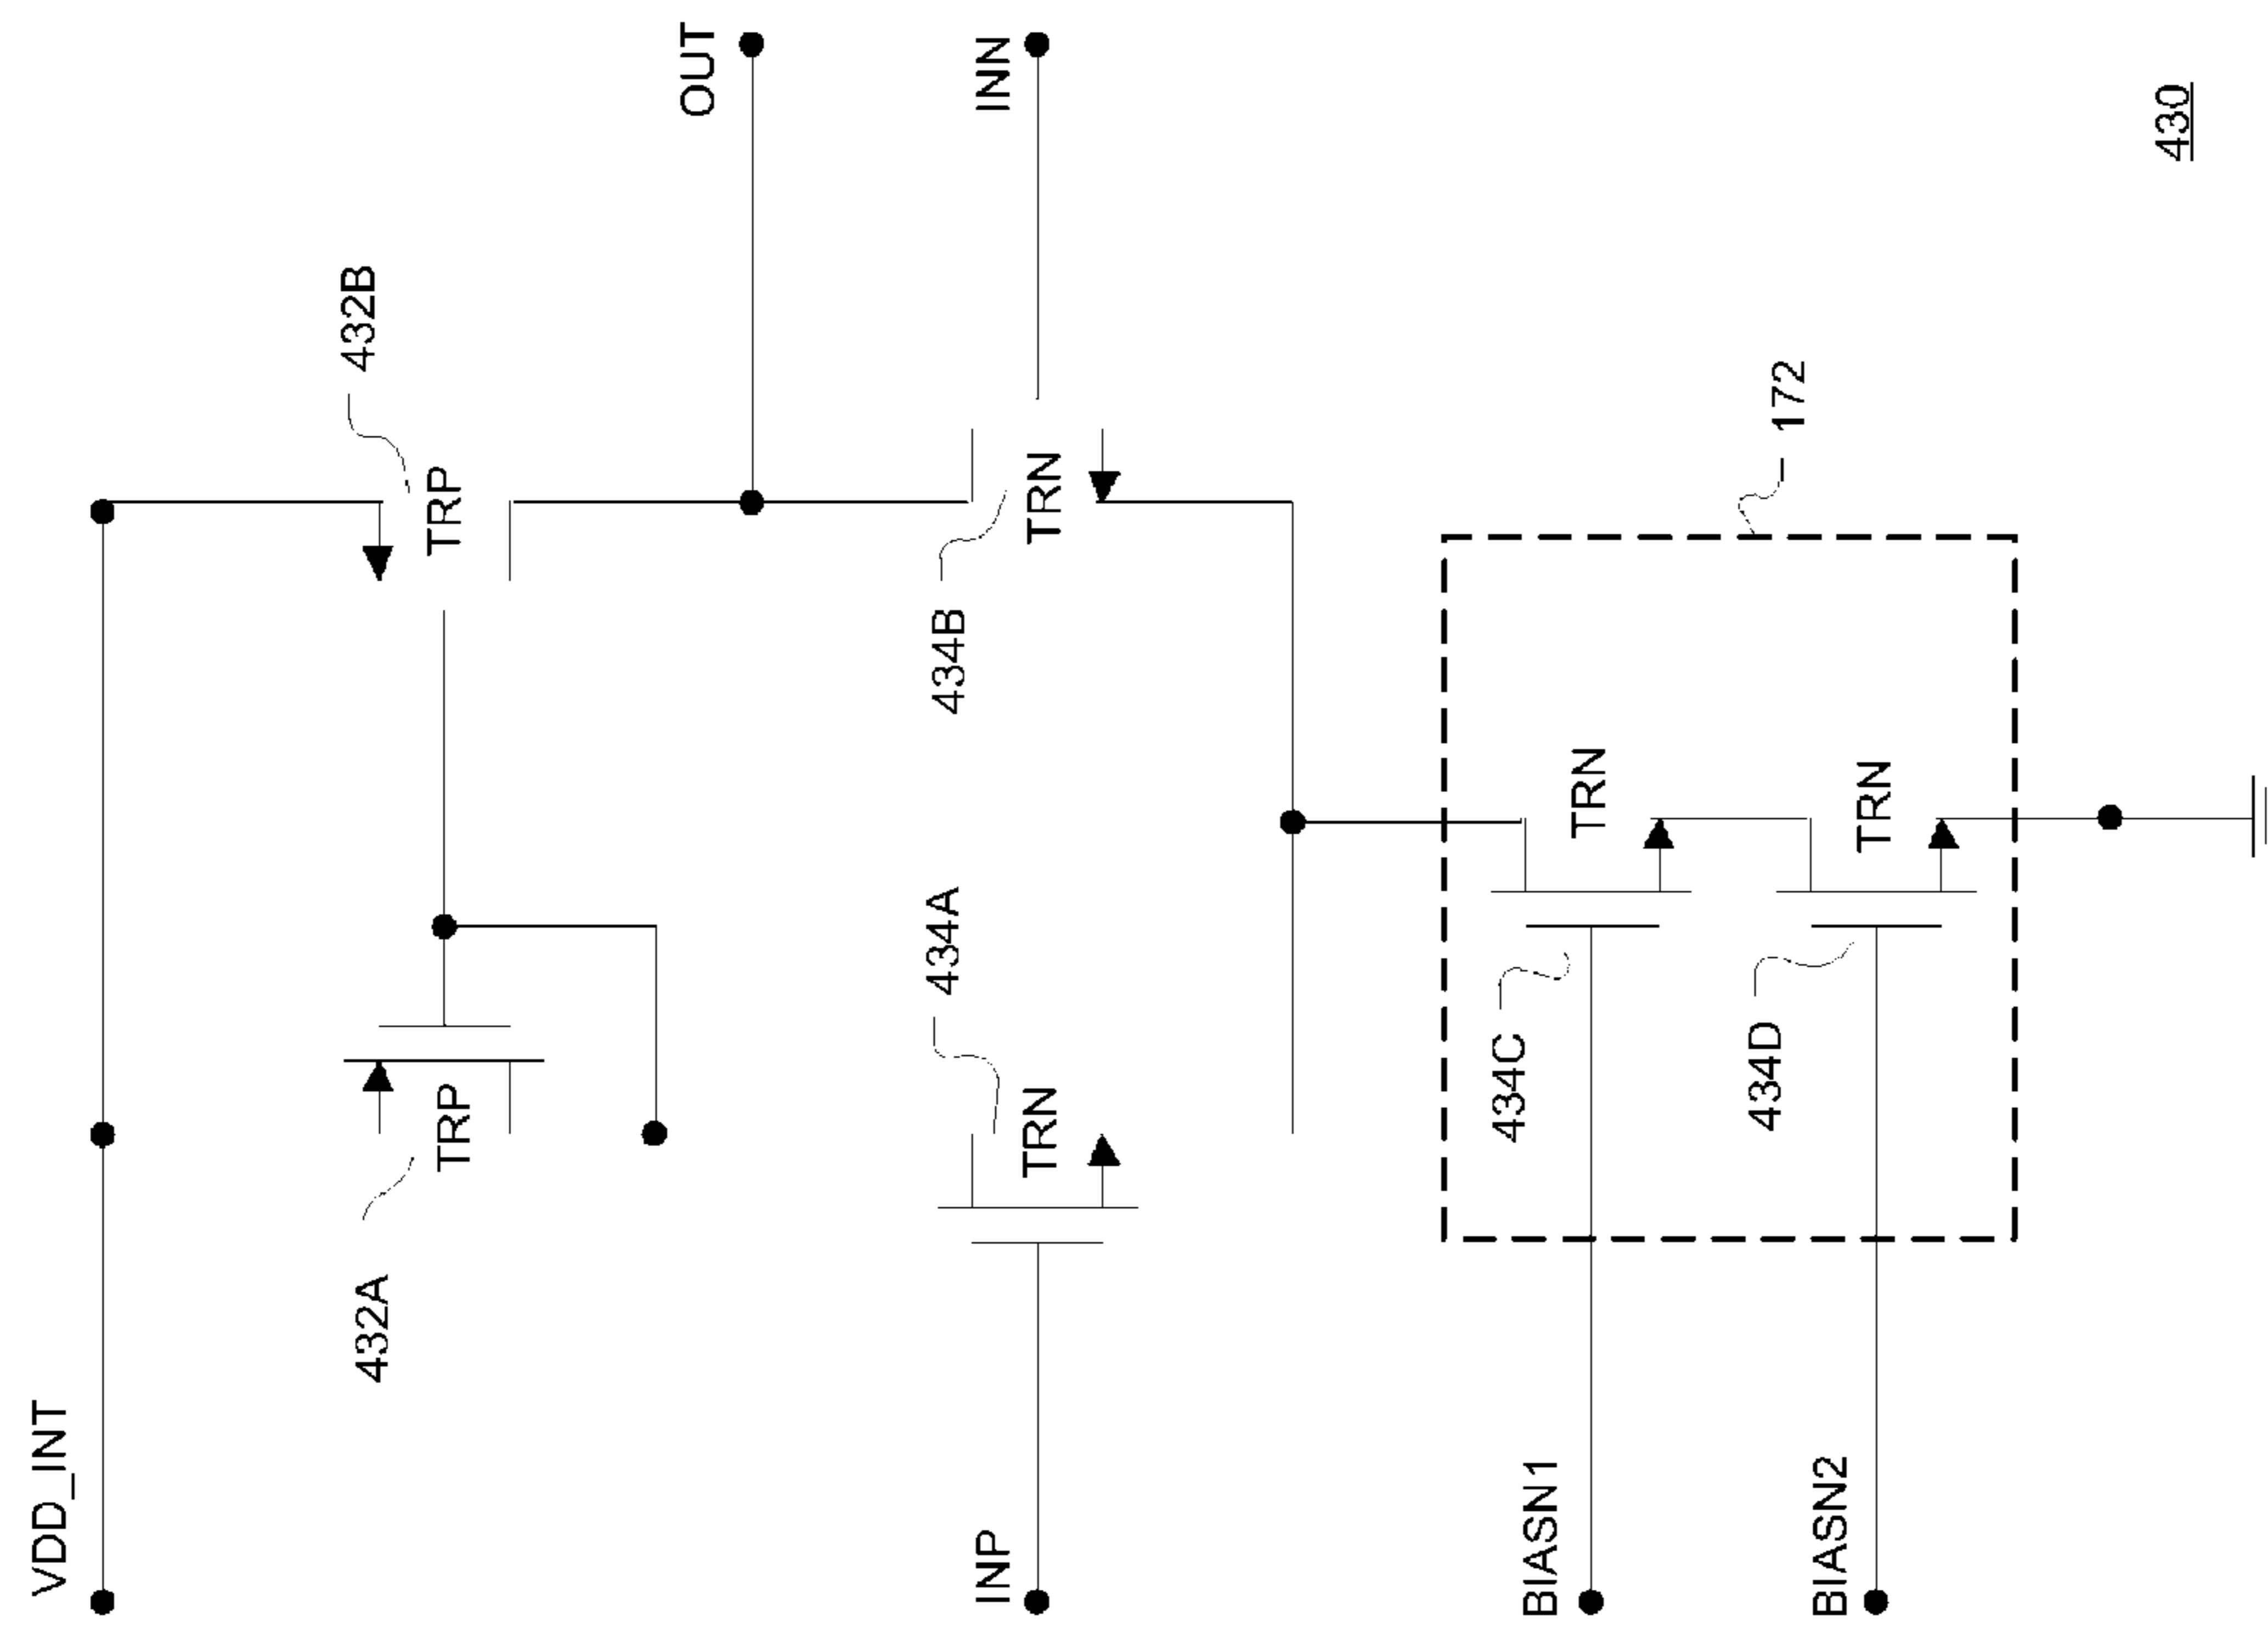 VDD_INT
432A
TRP
432B
TRP
OUT
INP
434A
TRN
434B
TRN
INN
BIASN1
434C
TRN
172
BIASN2
434D
TRN
430